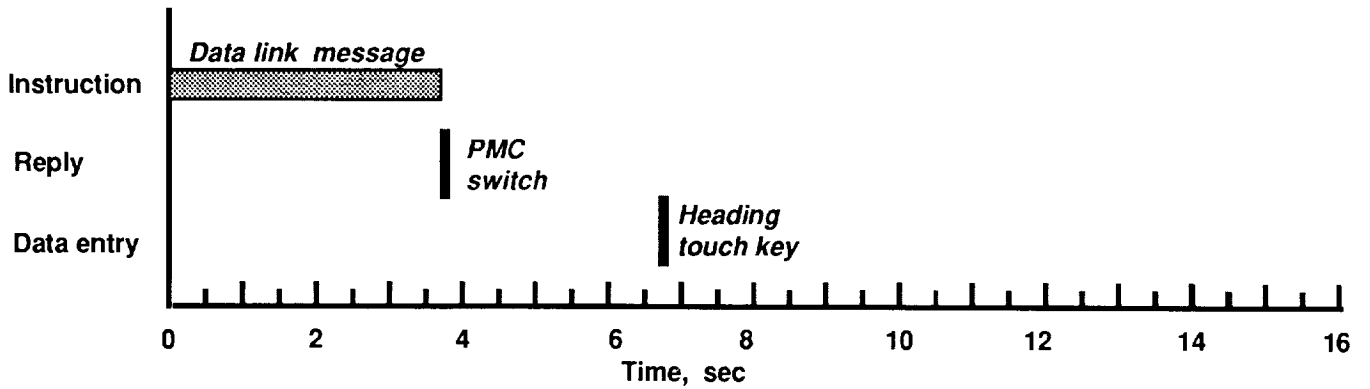 Data link message
Instruction
Reply
PMC
switch
Data entry
Heading
touch key
0 2 4 6 8 10 12 14 16
Time, sec